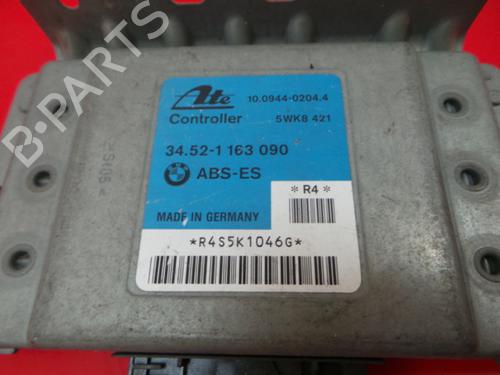 B-PARTS
Ate 10.0944-0204.4
Controller 5WK8 421
34.52-1 163 090
BMW ABS-ES
*R4*
MADE IN GERMANY
*R4S5K1046G*